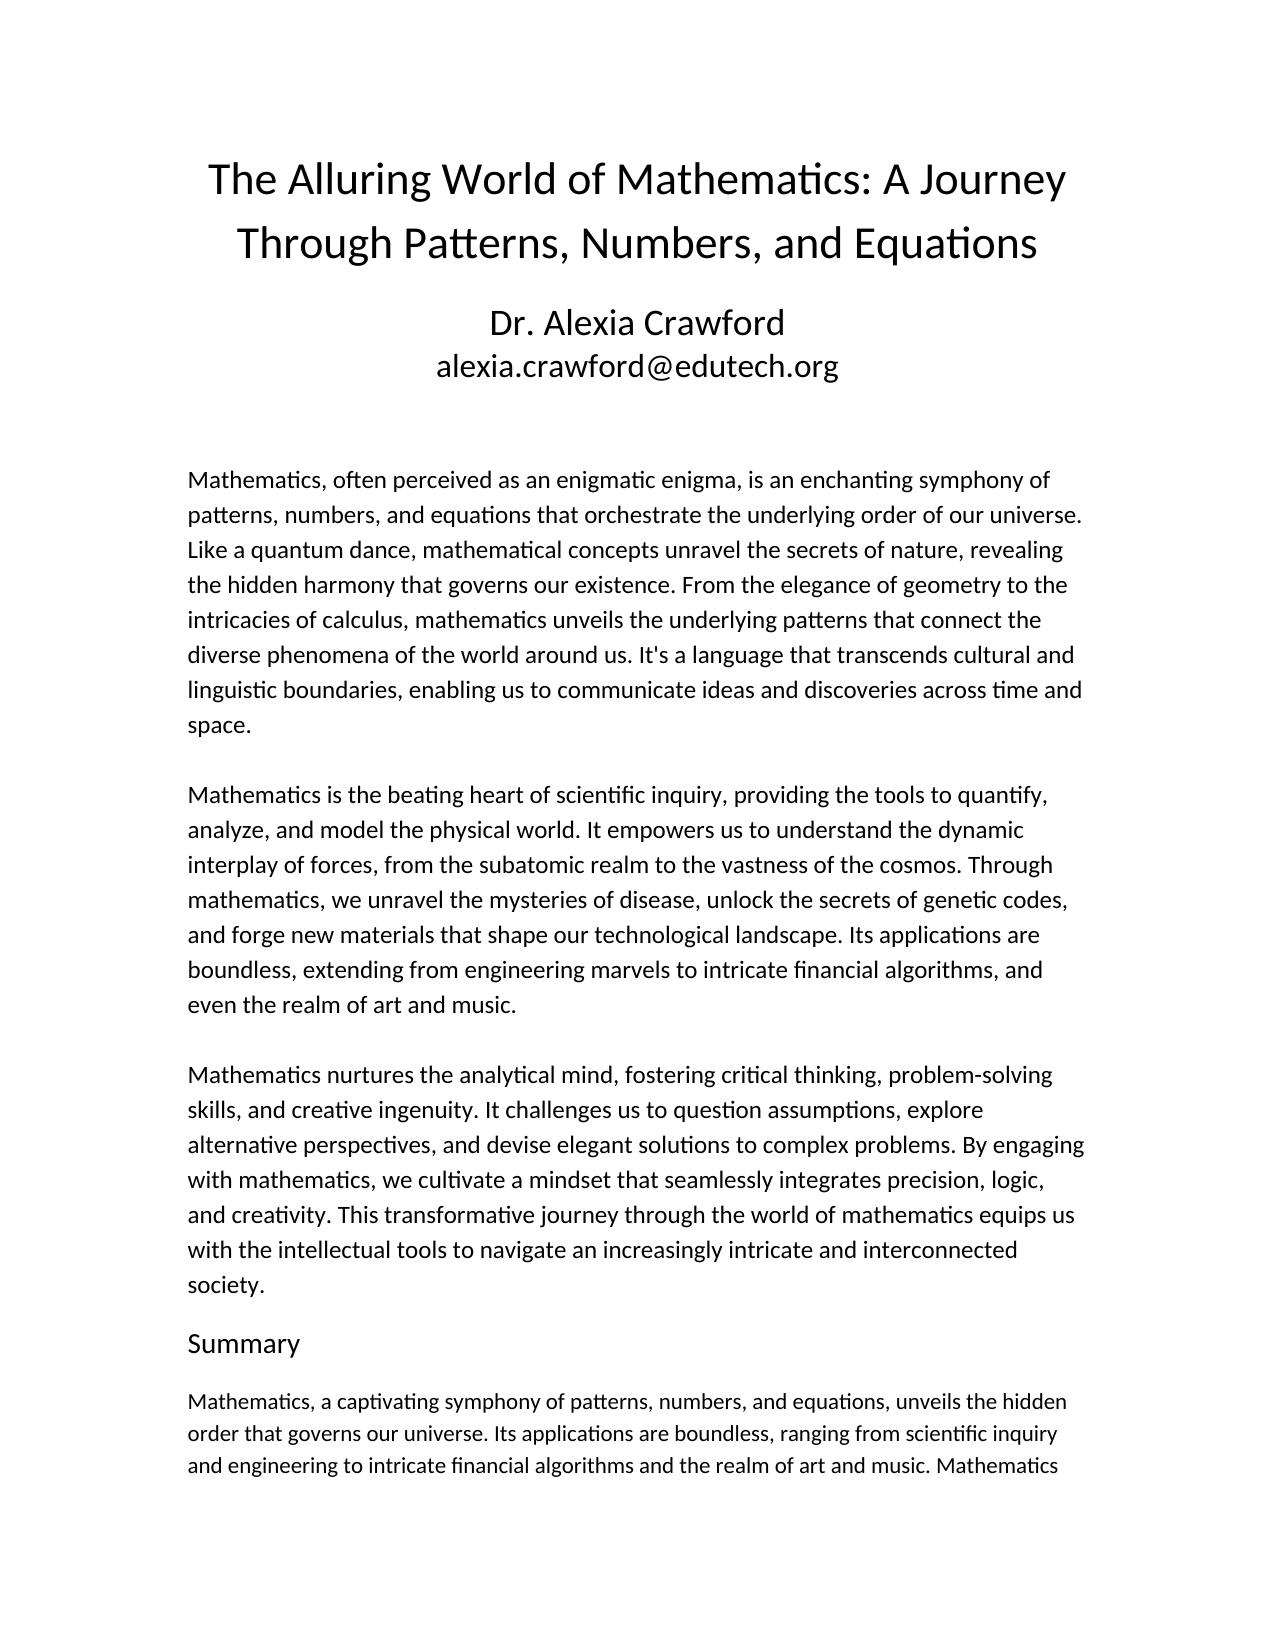 The Alluring World of Mathematics: A Journey
Through Patterns, Numbers, and Equations
Dr. Alexia Crawford
alexia.crawford@edutech.org
Mathematics, often perceived as an enigmatic enigma, is an enchanting symphony of
patterns, numbers, and equations that orchestrate the underlying order of our universe.
Like a quantum dance, mathematical concepts unravel the secrets of nature, revealing
the hidden harmony that governs our existence. From the elegance of geometry to the
intricacies of calculus, mathematics unveils the underlying patterns that connect the
diverse phenomena of the world around us. It's a language that transcends cultural and
linguistic boundaries, enabling us to communicate ideas and discoveries across time and
space.
Mathematics is the beating heart of scientific inquiry, providing the tools to quantify,
analyze, and model the physical world. It empowers us to understand the dynamic
interplay of forces, from the subatomic realm to the vastness of the cosmos. Through
mathematics, we unravel the mysteries of disease, unlock the secrets of genetic codes,
and forge new materials that shape our technological landscape. Its applications are
boundless, extending from engineering marvels to intricate financial algorithms, and
even the realm of art and music.
Mathematics nurtures the analytical mind, fostering critical thinking, problem-solving
skills, and creative ingenuity. It challenges us to question assumptions, explore
alternative perspectives, and devise elegant solutions to complex problems. By engaging
with mathematics, we cultivate a mindset that seamlessly integrates precision, logic,
and creativity. This transformative journey through the world of mathematics equips us
with the intellectual tools to navigate an increasingly intricate and interconnected
society.
Summary
Mathematics, a captivating symphony of patterns, numbers, and equations, unveils the hidden
order that governs our universe. Its applications are boundless, ranging from scientific inquiry
and engineering to intricate financial algorithms and the realm of art and music. Mathematics